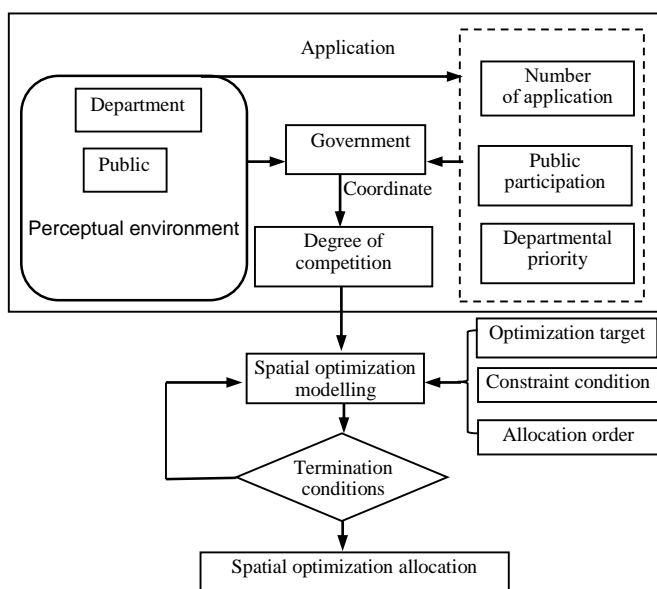 Application
Department
Public
Perceptual environment
Government
Coordinate
Degree of
competition
Number
of application
Public
participation
Departmental
priority
Spatial optimization
modelling
Optimization target
Constraint condition
Allocation order
Termination
conditions
Spatial optimization allocation